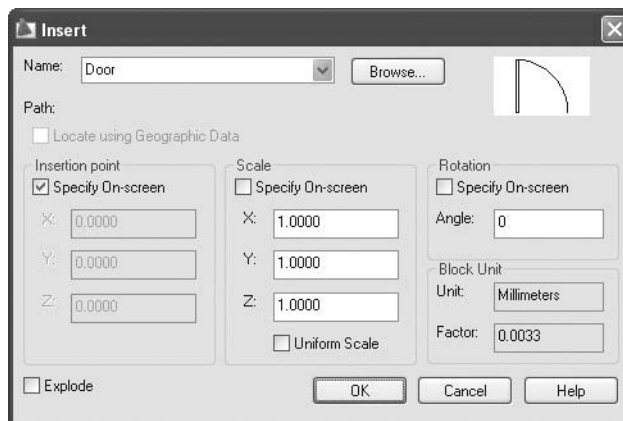 Insert
Name: Door Browse...
Path:
Locate using Geographic Data
Insertion point
Specify On-screen
X: 0.0000
Y: 0.0000
Z: 0.0000
Scale
Specify On-screen
X: 1.0000
Y: 1.0000
Z: 1.0000
Uniform Scale
Rotation
Specify On-screen
Angle: 0
Block Unit
Unit: Millimeters
Factor: 0.0033
Explode
OK Cancel Help